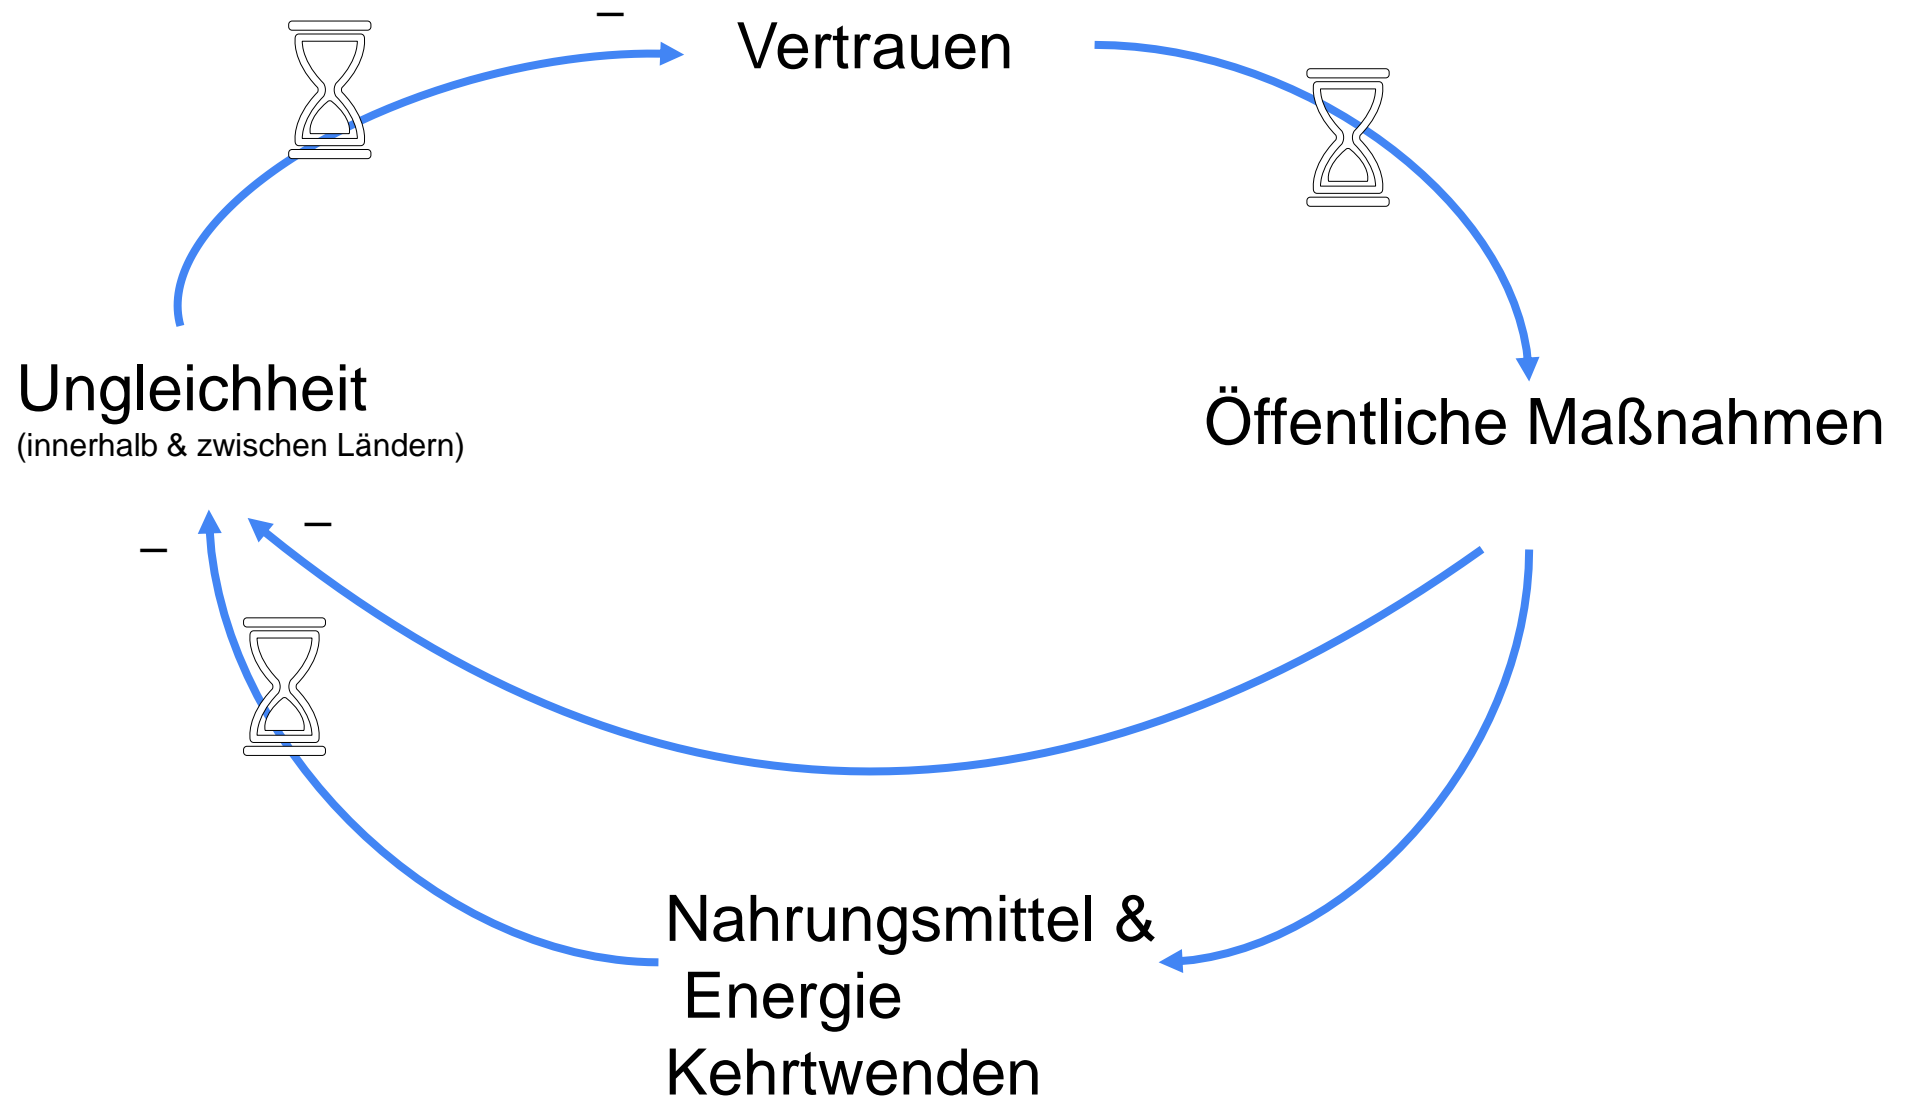 –
Vertrauen
Ungleichheit
(innerhalb & zwischen Ländern)
Öffentliche Maßnahmen
–
–
Nahrungsmittel &
Energie
Kehrtwenden